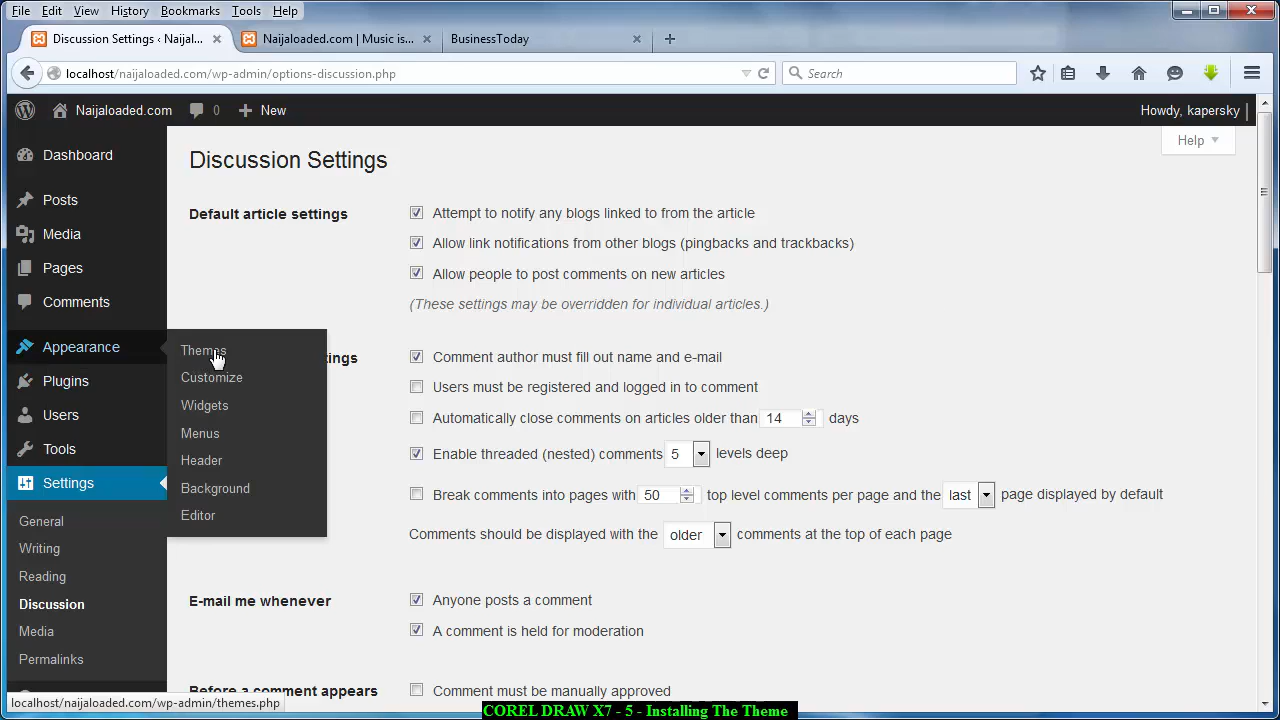 File Edit View History Bookmarks Tools Help
Discussion Settings ‹ Naijal... Naijaloaded.com | Music is... BusinessToday
localhost/naijaloaded.com/wp-admin/options-discussion.php Search
Naijaloaded.com 0 New Howdy, kapersky
Help
Dashboard
Posts
Media
Pages
Comments
Appearance
Plugins
Users
Tools
Settings
General
Writing
Reading
Discussion
Media
Permalinks
Themes
Customize
Widgets
Menus
Header
Background
Editor
Discussion Settings
Default article settings
Attempt to notify any blogs linked to from the article
Allow link notifications from other blogs (pingbacks and trackbacks)
Allow people to post comments on new articles
(These settings may be overridden for individual articles.)
Comment author must fill out name and e-mail
Users must be registered and logged in to comment
Automatically close comments on articles older than 14 days
Enable threaded (nested) comments 5 levels deep
Break comments into pages with 50 top level comments per page and the last page displayed by default
Comments should be displayed with the older comments at the top of each page
E-mail me whenever
Anyone posts a comment
A comment is held for moderation
Before a comment appears
Comment must be manually approved
localhost/naijaloaded.com/wp-admin/themes.php
COREL DRAW X7 - 5 - Installing The Theme